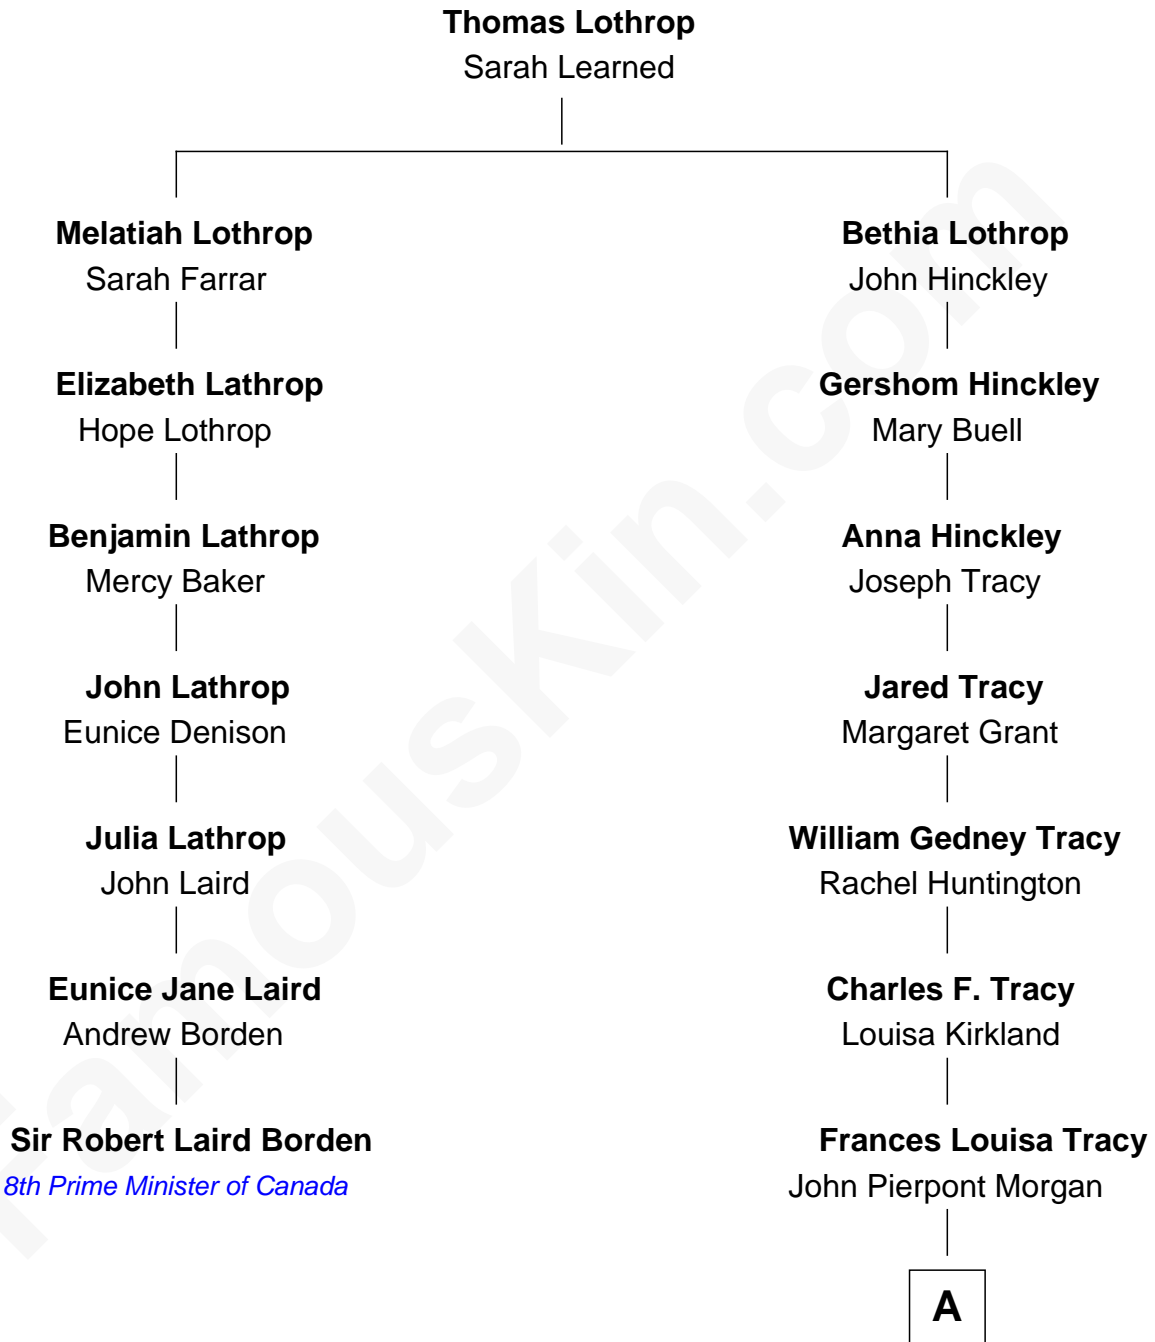 Thomas Lothrop
Sarah Learned
Melatiah Lothrop
Sarah Farrar
Elizabeth Lathrop
Hope Lothrop
Benjamin Lathrop
Mercy Baker
John Lathrop
Eunice Denison
Julia Lathrop
John Laird
Eunice Jane Laird
Andrew Borden
Sir Robert Laird Borden
8th Prime Minister of Canada
Bethia Lothrop
John Hinckley
Gershom Hinckley
Mary Buell
Anna Hinckley
Joseph Tracy
Jared Tracy
Margaret Grant
William Gedney Tracy
Rachel Huntington
Charles F. Tracy
Louisa Kirkland
Frances Louisa Tracy
John Pierpont Morgan
A
FamousKin.com